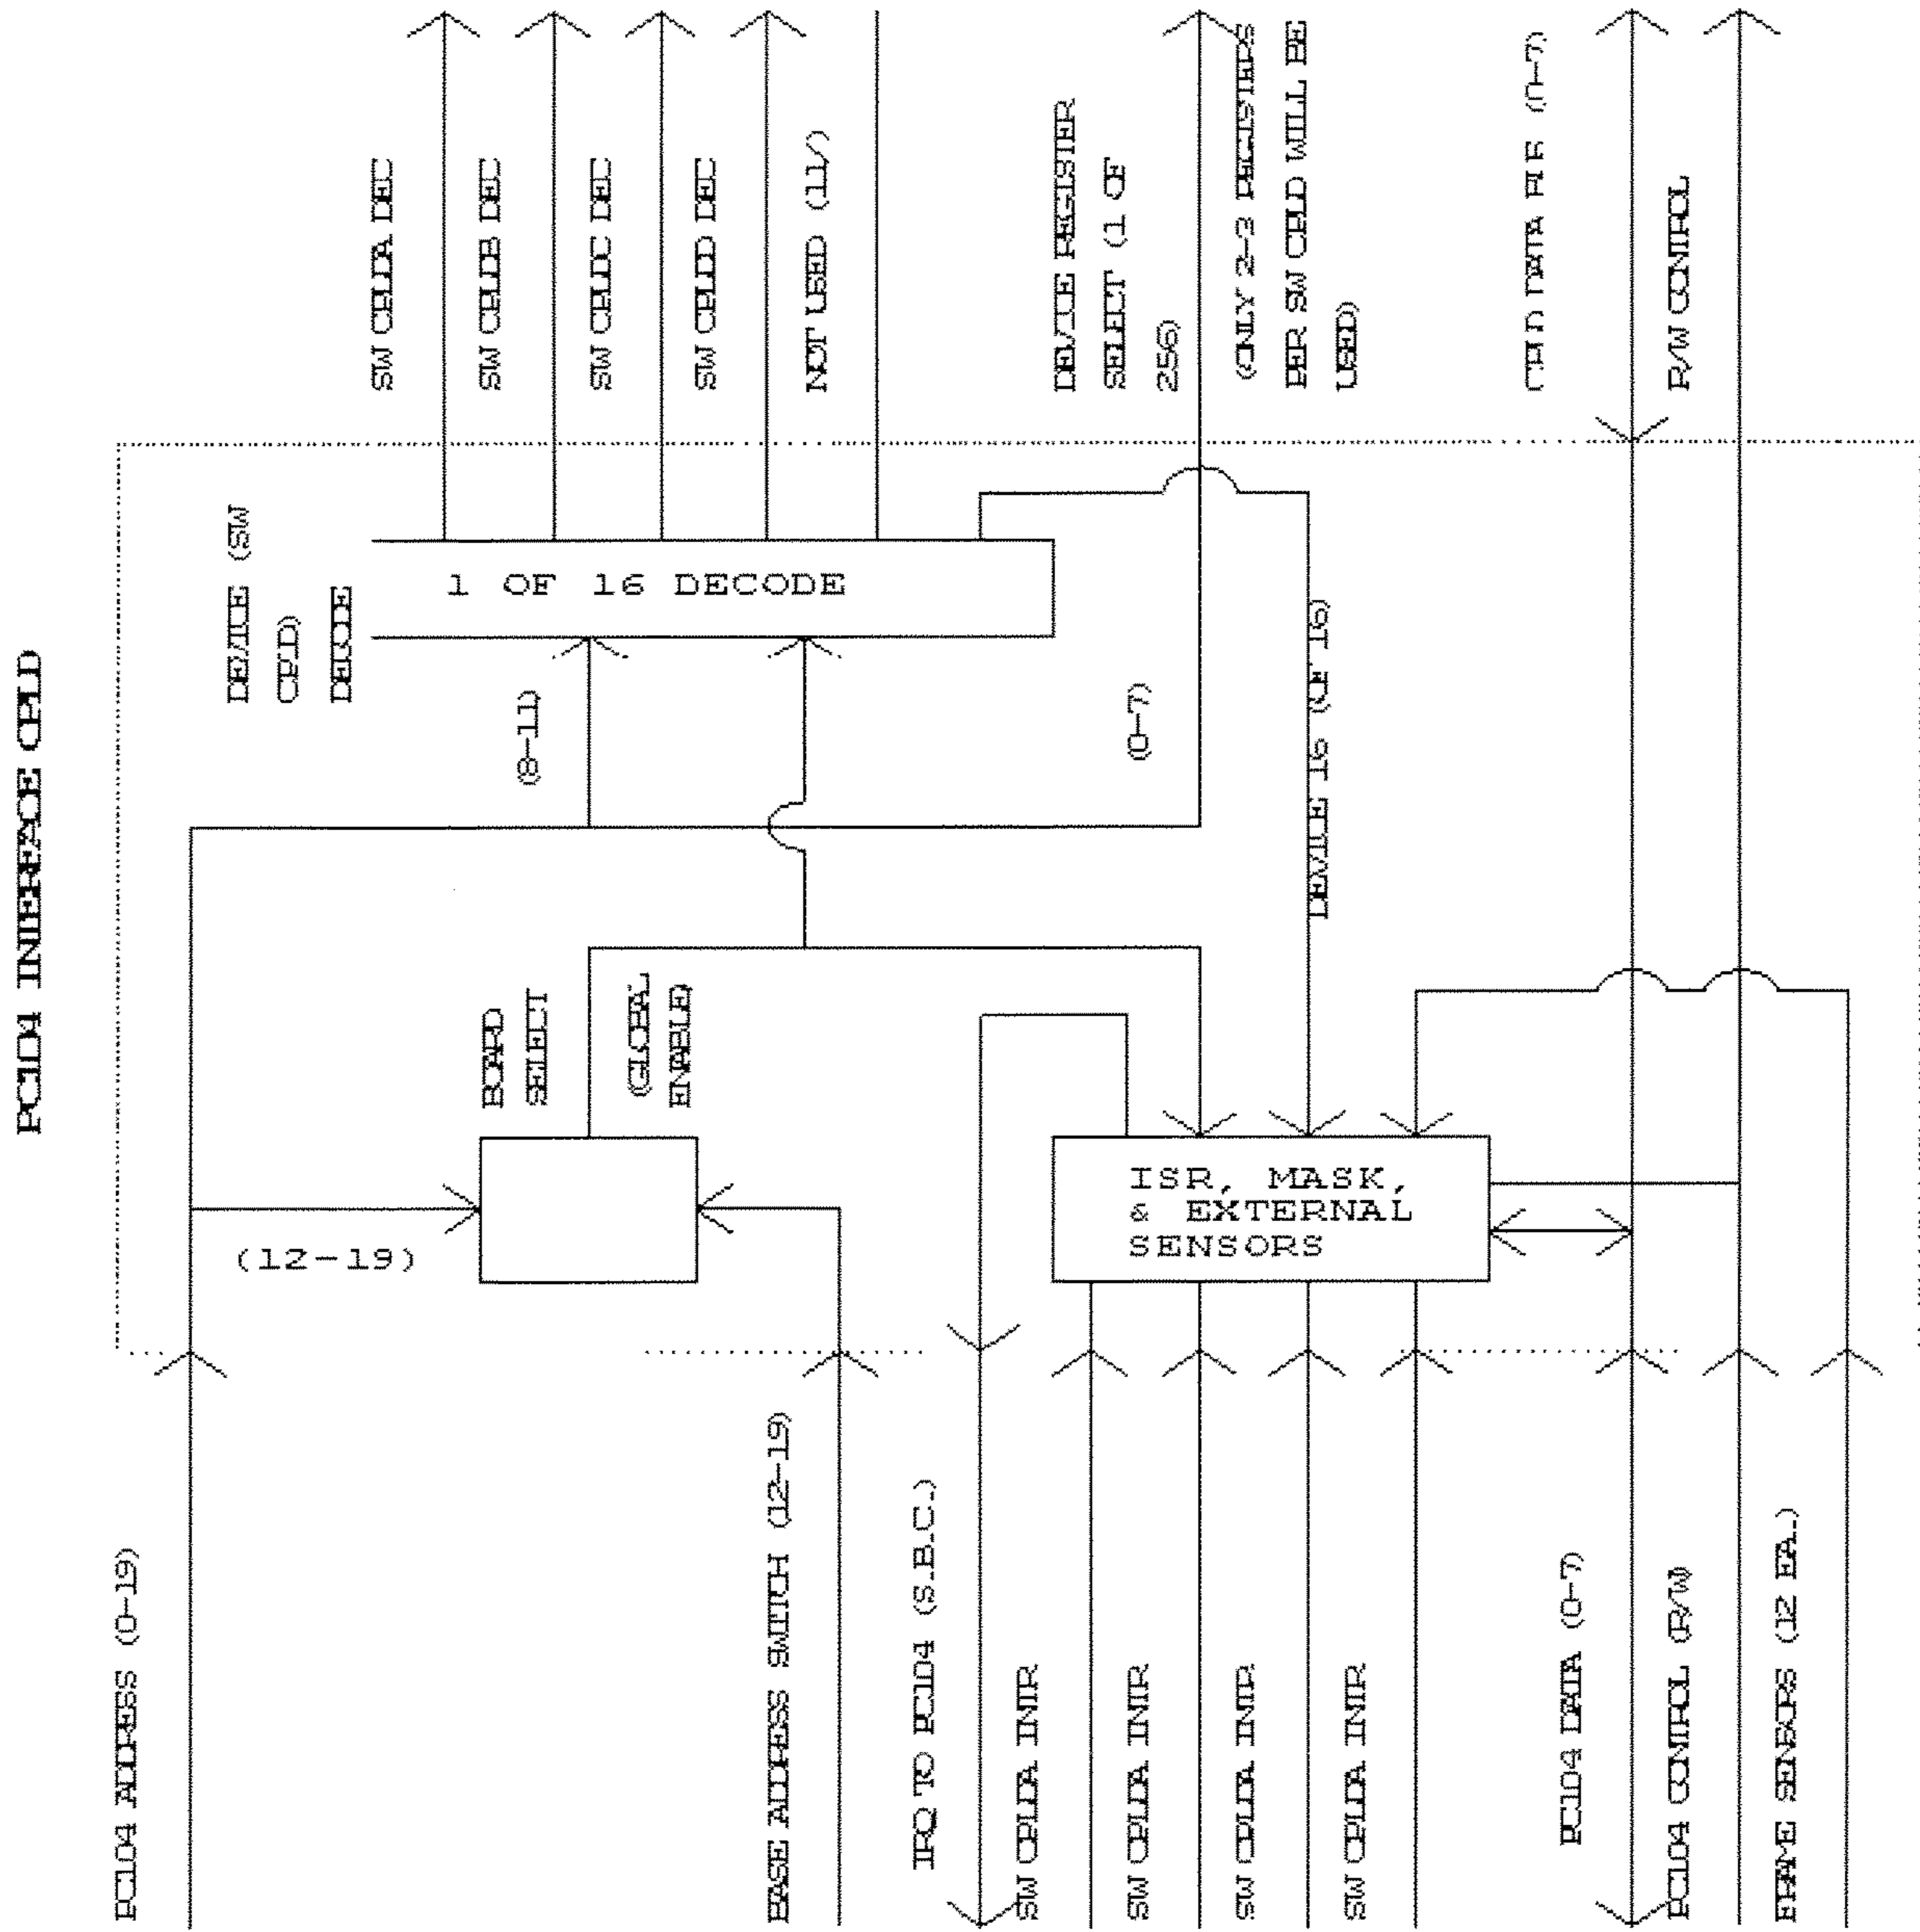 PC104 INTERFACE CPLD
PC104 ADDRESS (0-19)
(12-19)
BOARD
SELECT
(GLOBAL
ENABLE)
DEVICE (SW
CPLD)
DECODE
(8-11)
1 OF 16 DECODE
SW CPLDA DEC
SW CPLDB DEC
SW CPLDC DEC
SW CPLDD DEC
NOT USED (11/)
BASE ADDRESS SWITCH (12-19)
IRQ TO PC104 (S.B.C.)
SW CPLDA INTR
SW CPLDA INTR
SW CPLDA INTR
SW CPLDA INTR
ISR, MASK,
& EXTERNAL
SENSORS
(0-7)
DEVICE REGISTER
SELECT (1 OF
256)
(ONLY 2-3 REGISTERS
PER SW CPLD WILL BE
USED)
PC104 DATA (0-7)
CPLD DATA (0-7)
PC104 CONTROL (R/W)
R/W CONTROL
FRAME SENSORS (12 EA.)